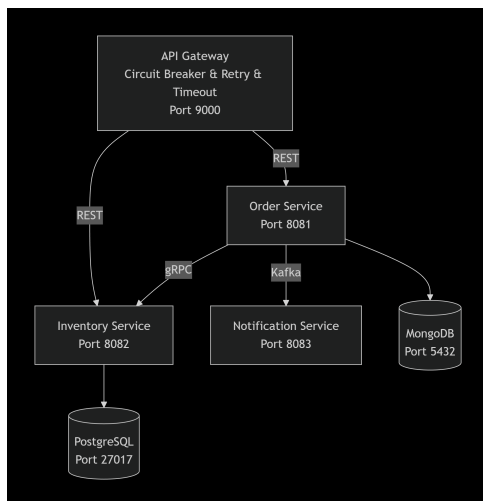 API Gateway
Circuit Breaker & Retry &
Timeout
Port 9000
REST
REST
Order Service
Port 8081
gRPC
Kafka
Inventory Service
Port 8082
Notification Service
Port 8083
MongoDB
Port 5432
PostgreSQL
Port 27017